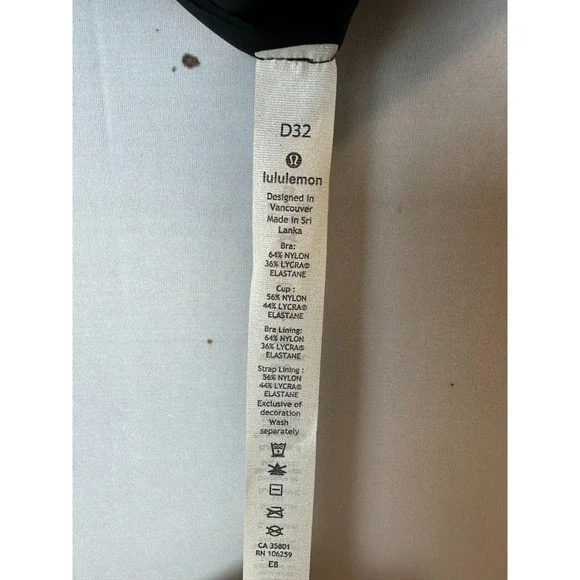 D32
lululemon
Designed in
Vancouver
Made in Sri
Lanka
Bra:
64% NYLON
36% LYCRA®
ELASTANE
Cup :
56% NYLON
44% LYCRA®
ELASTANE
Bra Lining:
64% NYLON
36% LYCRA®
ELASTANE
Strap Lining :
56% NYLON
44% LYCRA®
ELASTANE
Exclusive of
decoration
Wash
separately
CA 35801
RN 106259
E8